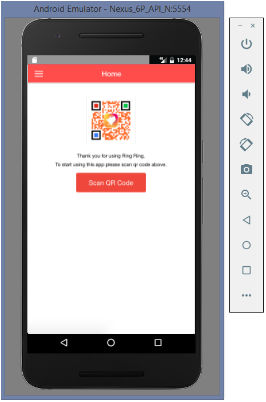 Android Emulator - Nexus_6P_API_N:5554
12:44
Home
Thank you for using Ring Ping.
To start using this app please scan qr code above.
Scan QR Code